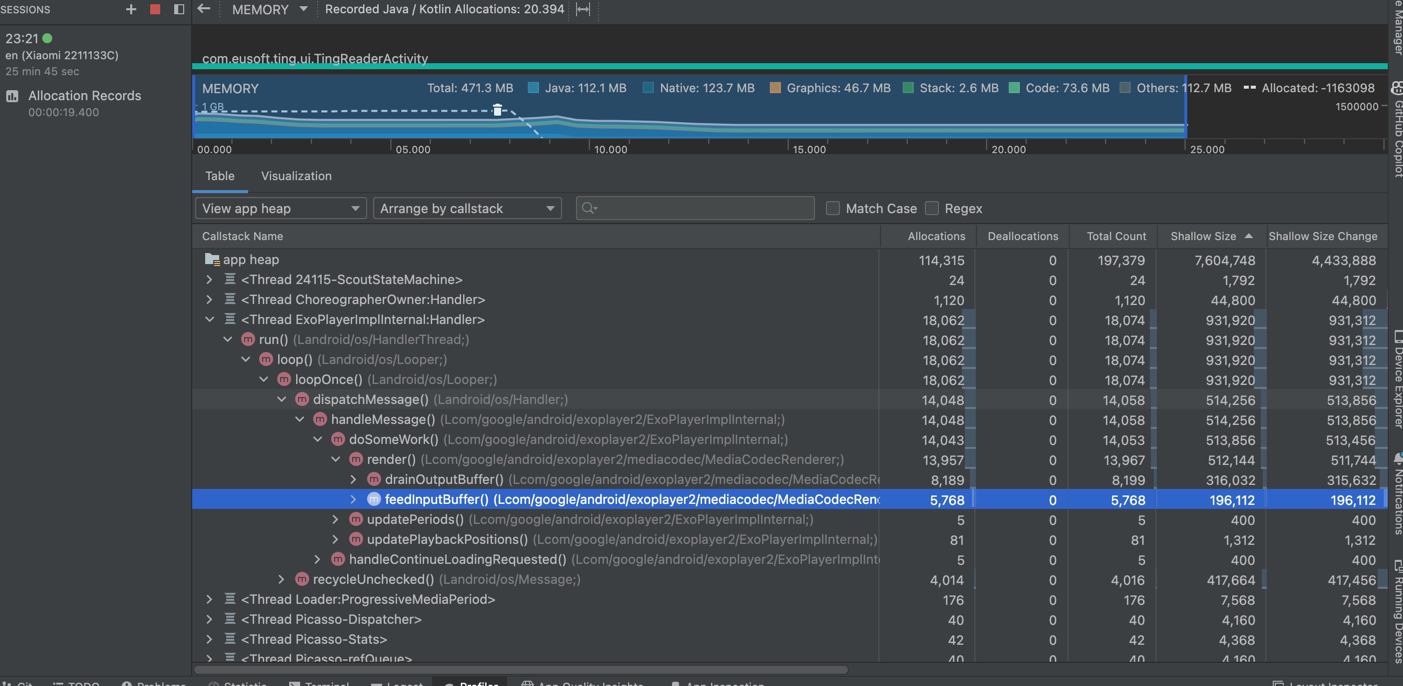 SESSIONS
MEMORY
Recorded Java / Kotlin Allocations: 20.394
23:21
en (Xiaomi 2211133C)
25 min 45 sec
Allocation Records
00:00:19.400
com.eusoft.ting.ui.TingReaderActivity
MEMORY
Total: 471.3 MB Java: 112.1 MB Native: 123.7 MB Graphics: 46.7 MB Stack: 2.6 MB Code: 73.6 MB Others: 112.7 MB Allocated: -1163098
1 GB
1500000
00.000 05.000 10.000 15.000 20.000 25.000
Table Visualization
View app heap Arrange by callstack Match Case Regex
Callstack Name Allocations Deallocations Total Count Shallow Size Shallow Size Change
app heap 114,315 0 197,379 7,604,748 4,433,888
<Thread 24115-ScoutStateMachine> 24 0 24 1,792 1,792
<Thread ChoreographerOwner:Handler> 1,120 0 1,120 44,800 44,800
<Thread ExoPlayerImplInternal:Handler> 18,062 0 18,074 931,920 931,312
run() (Landroid/os/HandlerThread;) 18,062 0 18,074 931,920 931,312
loop() (Landroid/os/Looper;) 18,062 0 18,074 931,920 931,312
loopOnce() (Landroid/os/Looper;) 18,062 0 18,074 931,920 931,312
dispatchMessage() (Landroid/os/Handler;) 14,048 0 14,058 514,256 513,856
handleMessage() (Lcom/google/android/exoplayer2/ExoPlayerImplInternal;) 14,048 0 14,058 514,256 513,856
doSomeWork() (Lcom/google/android/exoplayer2/ExoPlayerImplInternal;) 14,043 0 14,053 513,856 513,456
render() (Lcom/google/android/exoplayer2/mediacodec/MediaCodecRenderer;) 13,957 0 13,967 512,144 511,744
drainOutputBuffer() (Lcom/google/android/exoplayer2/mediacodec/MediaCodecRe 8,189 0 8,199 316,032 315,632
feedInputBuffer() (Lcom/google/android/exoplayer2/mediacodec/MediaCodecRen 5,768 0 5,768 196,112 196,112
updatePeriods() (Lcom/google/android/exoplayer2/ExoPlayerImplInternal;) 5 0 5 400 400
updatePlaybackPositions() (Lcom/google/android/exoplayer2/ExoPlayerImplInternal;) 81 0 81 1,312 1,312
handleContinueLoadingRequested() (Lcom/google/android/exoplayer2/ExoPlayerImplInt 5 0 5 400 400
recycleUnchecked() (Landroid/os/Message;) 4,014 0 4,016 417,664 417,456
<Thread Loader:ProgressiveMediaPeriod> 176 0 176 7,568 7,568
<Thread Picasso-Dispatcher> 40 0 40 4,160 4,160
<Thread Picasso-Stats> 42 0 42 4,368 4,368
<Thread Picasso-refQueue> 40 0 40 4,160 4,160
Git TODO Problems Statistic Terminal Logcat Profiler App Quality Insights App Inspection Layout Inspector
e Manager
GitHub Copilot
Device Explorer
Notifications
Running Devices